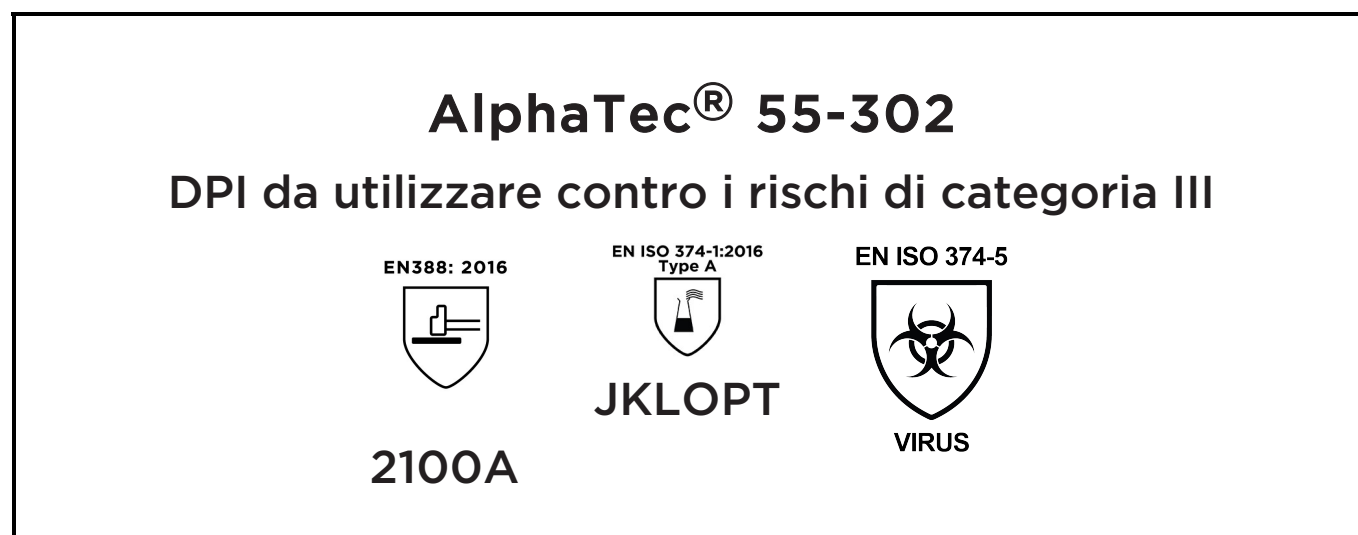 AlphaTec® 55-302
DPI da utilizzare contro i rischi di categoria III
EN388: 2016
2100A
EN ISO 374-1:2016
Type A
JKLOPT
EN ISO 374-5
VIRUS